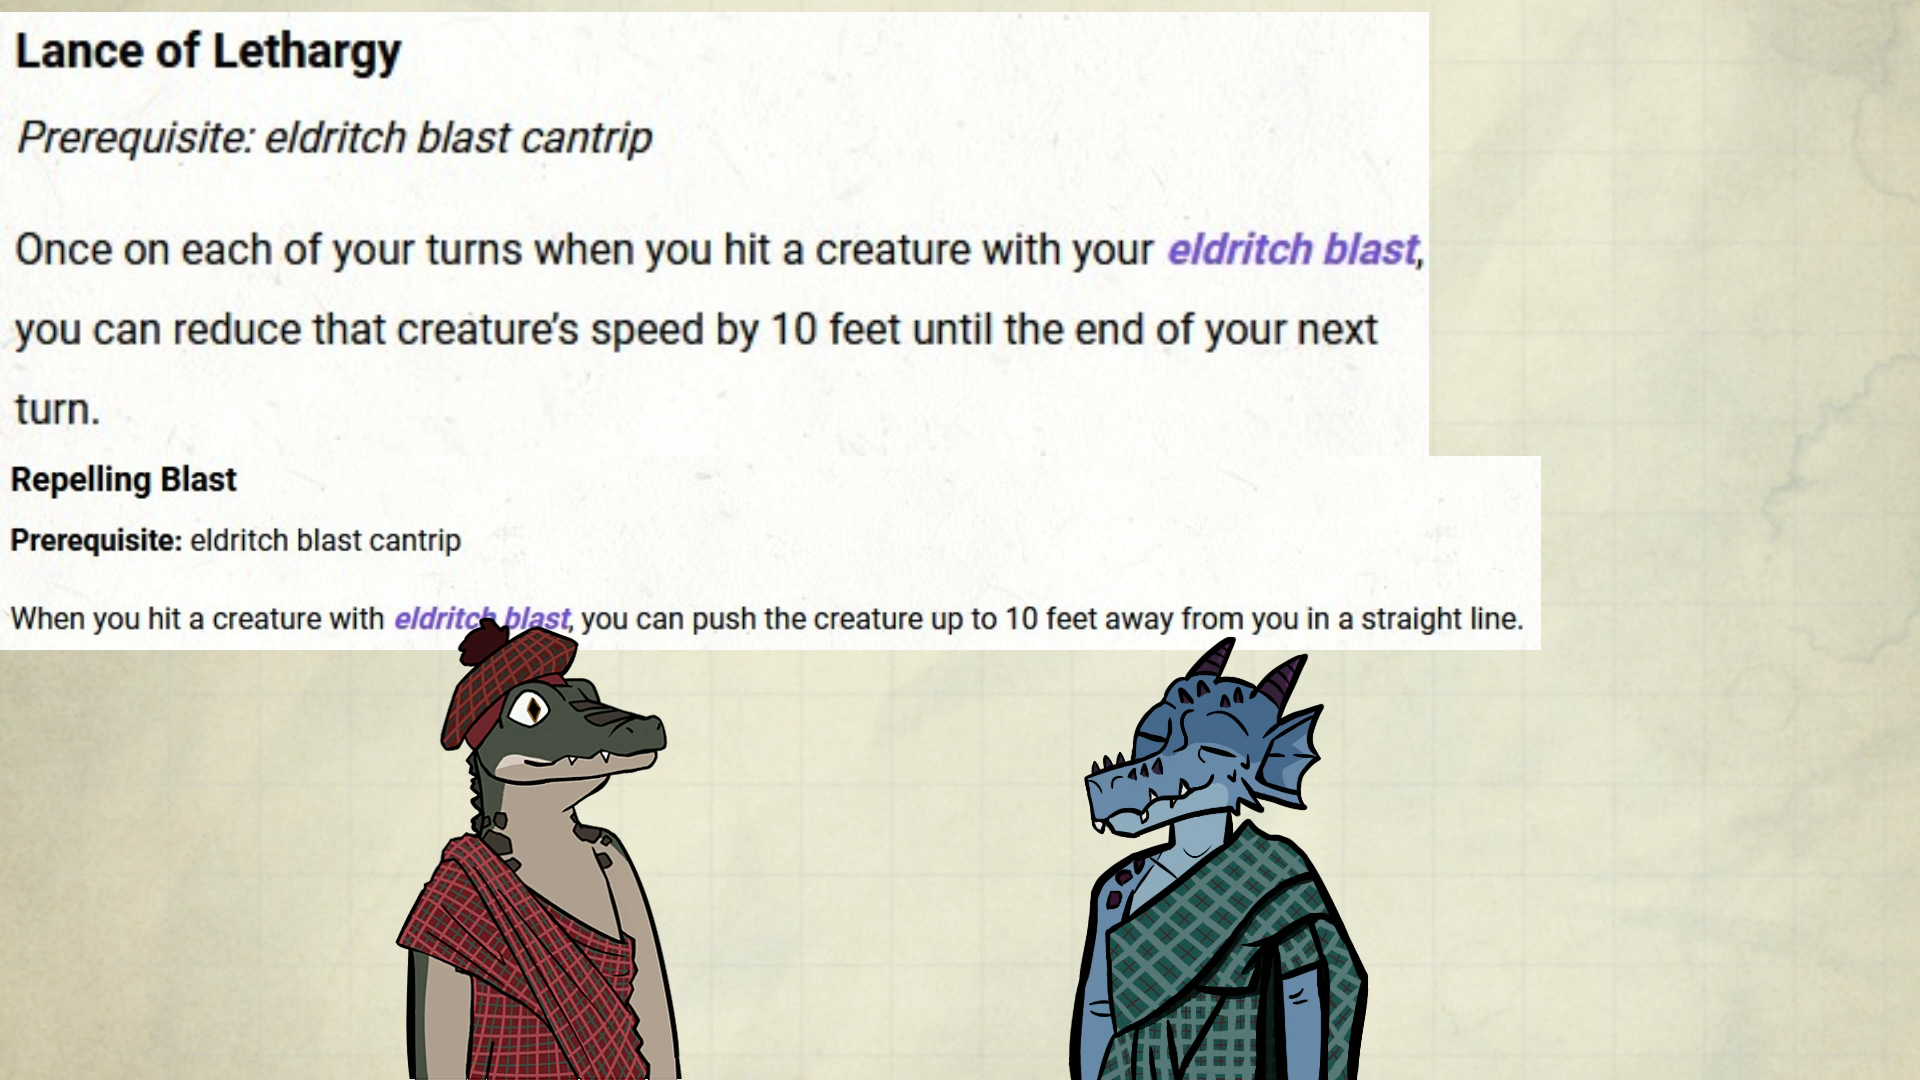 Lance of Lethargy
Prerequisite: eldritch blast cantrip
Once on each of your turns when you hit a creature with your eldritch blast,
you can reduce that creature’s speed by 10 feet until the end of your next
turn.
Repelling Blast
Prerequisite: eldritch blast cantrip
When you hit a creature with eldritch blast, you can push the creature up to 10 feet away from you in a straight line.